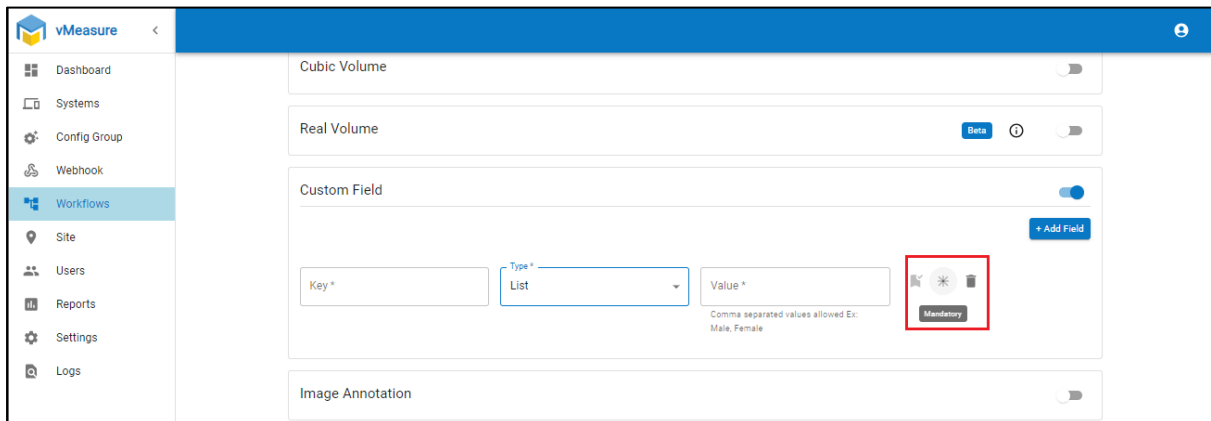 vMeasure
Dashboard
Systems
Config Group
Webhook
Workflows
Site
Users
Reports
Settings
Logs
Cubic Volume
Real Volume
Beta
Custom Field
+ Add Field
Key *
Type *
List
Value *
Comma separated values allowed Ex:
Male, Female
Mandatory
Image Annotation